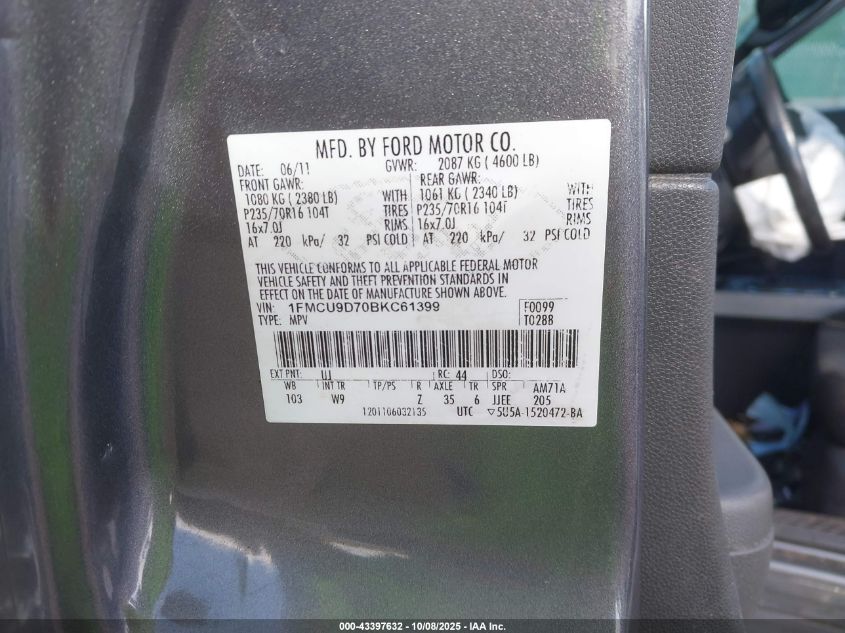 MFD. BY FORD MOTOR CO.
DATE: 06/11 GVWR: 2087 KG ( 4600 LB)
FRONT GAWR: REAR GAWR:
1080 KG ( 2380 LB) WITH 1061 KG ( 2340 LB) WITH
P235/70R16 104T TIRES P235/70R16 104T TIRES
16x7.0J RIMS 16x7.0J RIMS
AT 220 kPa/ 32 PSI COLD AT 220 kPa/ 32 PSI COLD
THIS VEHICLE CONFORMS TO ALL APPLICABLE FEDERAL MOTOR
VEHICLE SAFETY AND THEFT PREVENTION STANDARDS IN
EFFECT ON THE DATE OF MANUFACTURE SHOWN ABOVE.
VIN: 1FMCU9D70BKC61399 F0099
TYPE: MPV T0288
EXT PNT: UJ RC: 44 DSO:
WB INT TR TP/PS R AXLE TR SPR AM71A
103 W9 Z 35 6 JJEE 205
1201106032135 UTC ▽5U5A-1520472-BA
000-43397632 - 10/08/2025 - IAA Inc.